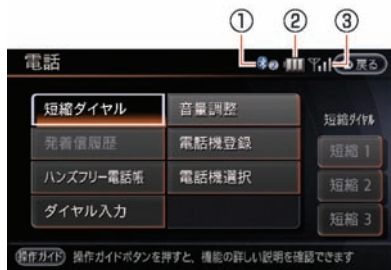 ① ② ③
電話
戻る
短縮ダイヤル
音量調整
短縮ダイヤル
発着信履歴
電話機登録
短縮 1
ハンズフリー電話帳
電話機選択
短縮 2
ダイヤル入力
短縮 3
操作ガイド 操作ガイドボタンを押すと、機能の詳しい説明を確認できます